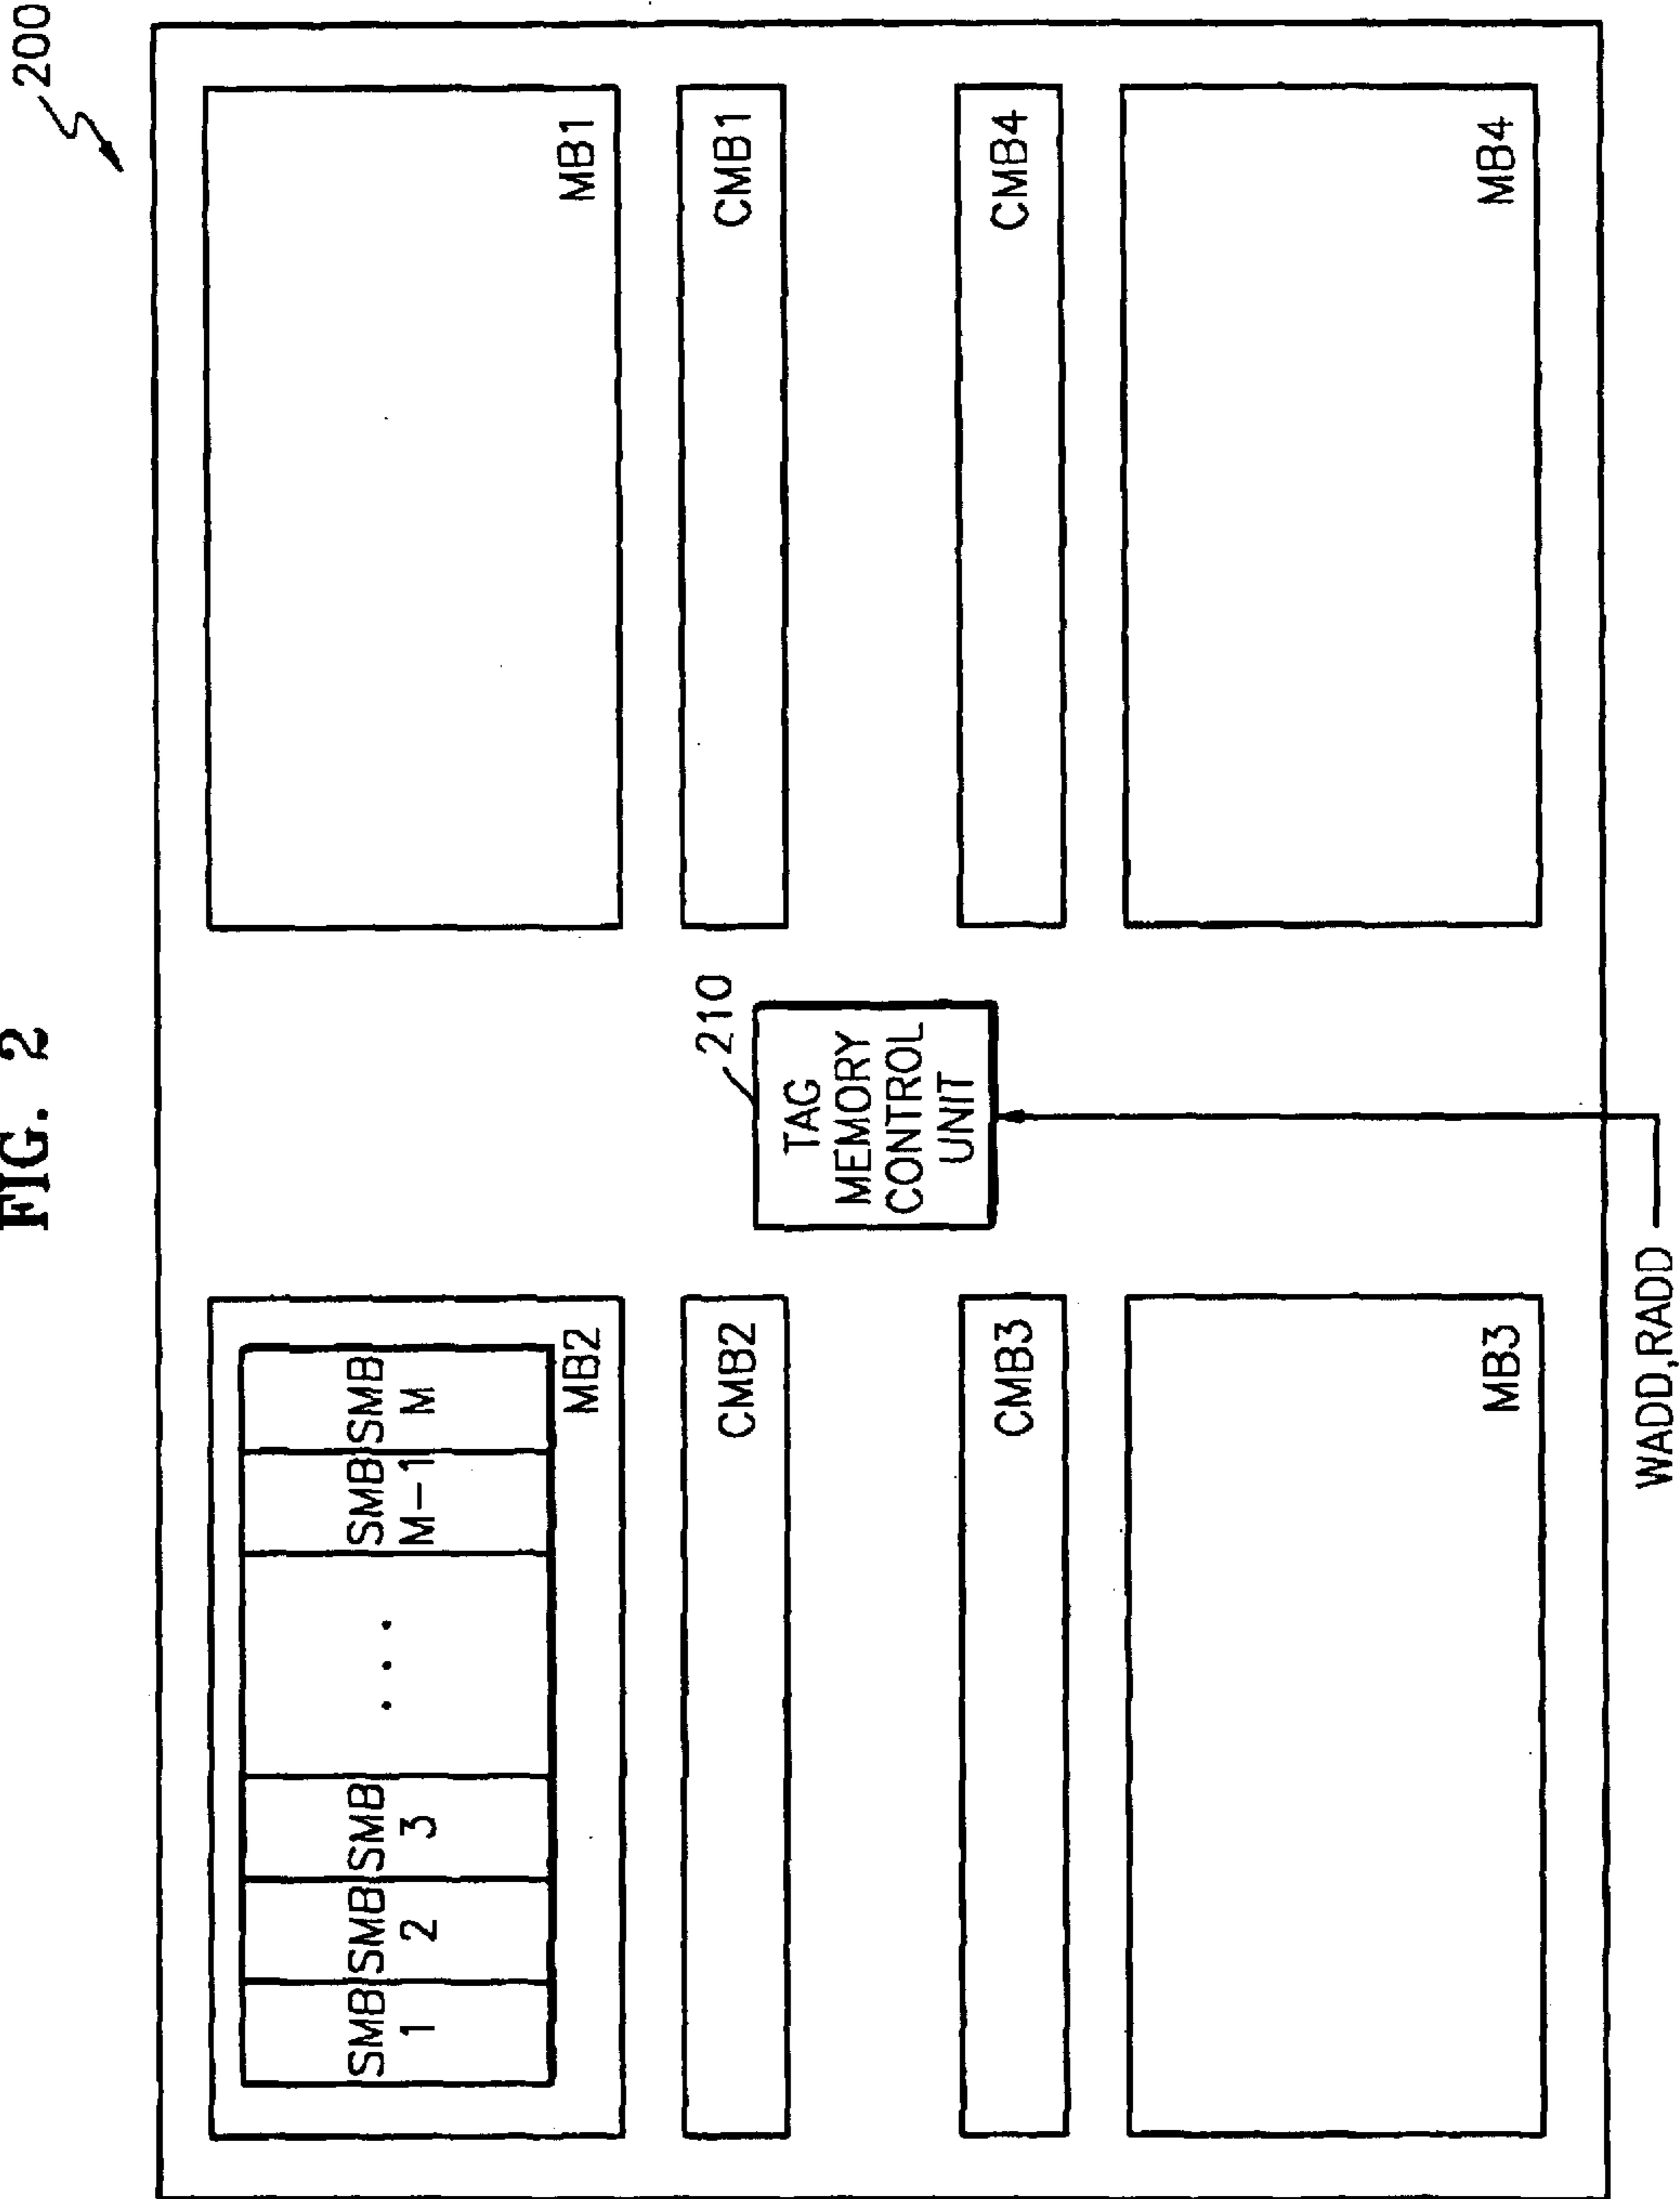 FIG. 2
200
SMB SMB SMB ... SMB SMB
1 2 3 M-1 M
MB2
MB1
CMB2
CMB1
210
TAG
MEMORY
CONTROL
UNIT
CMB3
CMB4
MB3
MB4
WADD,RADD